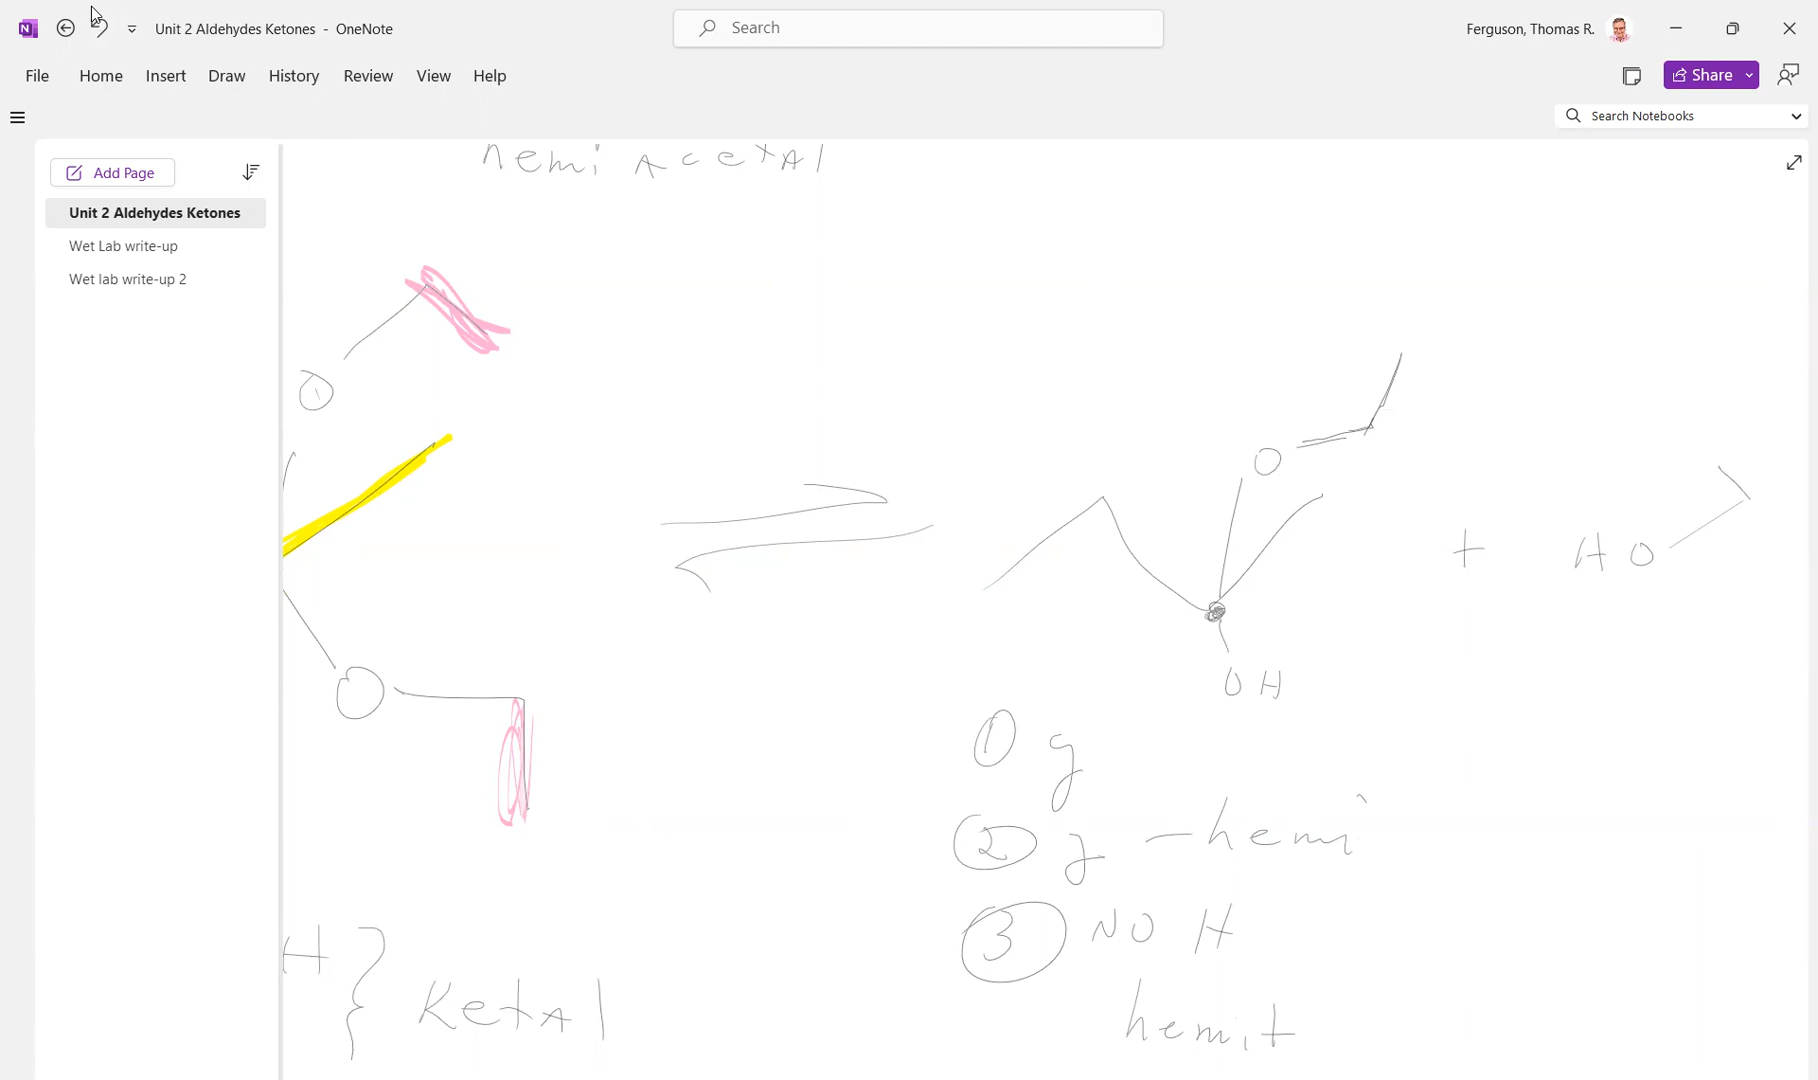 Unit 2 Aldehydes Ketones - OneNote
Search
Ferguson, Thomas R.
File Home Insert Draw History Review View Help
Share
Search Notebooks
Add Page
Unit 2 Aldehydes Ketones
Wet Lab write-up
Wet lab write-up 2
hemi Acetal
O
O
O
+ HO
OH
① y
② y - hemi
③ NO H
hemit
H } KetAl